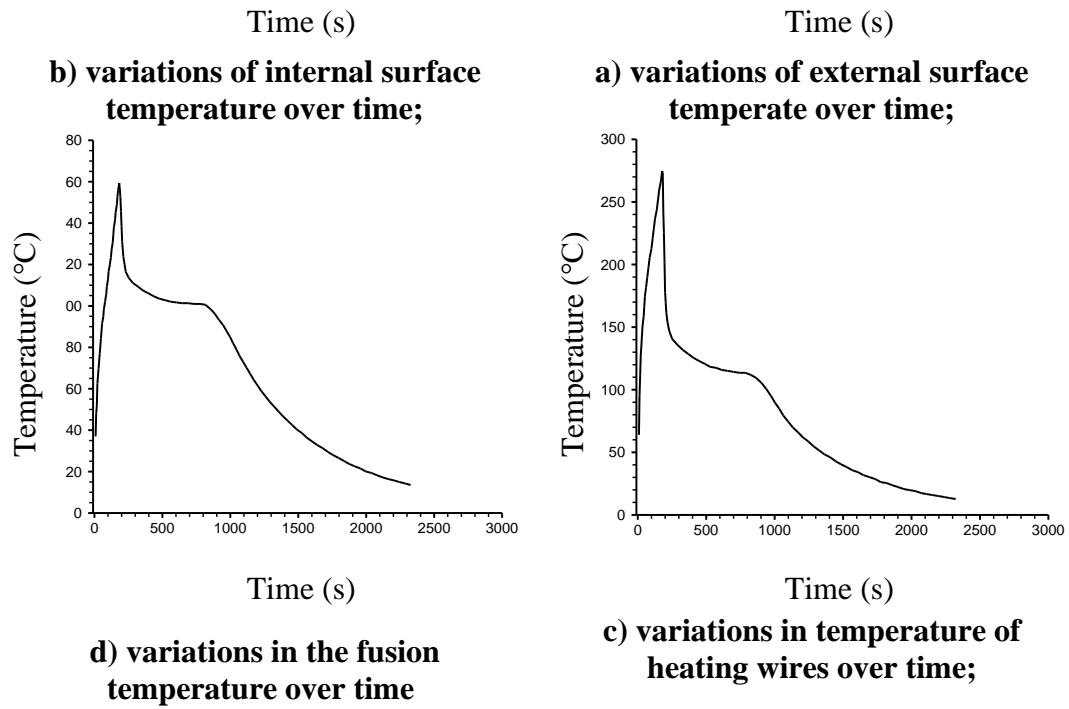 Time (s)
Time (s)
b) variations of internal surface
temperature over time;
a) variations of external surface
temperate over time;
Temperature (°C)
80
60
40
20
00
80
60
40
20
0
0 500 1000 1500 2000 2500 3000
Time (s)
d) variations in the fusion
temperature over time
Temperature (°C)
300
250
200
150
100
50
0
0 500 1000 1500 2000 2500 3000
Time (s)
c) variations in temperature of
heating wires over time;